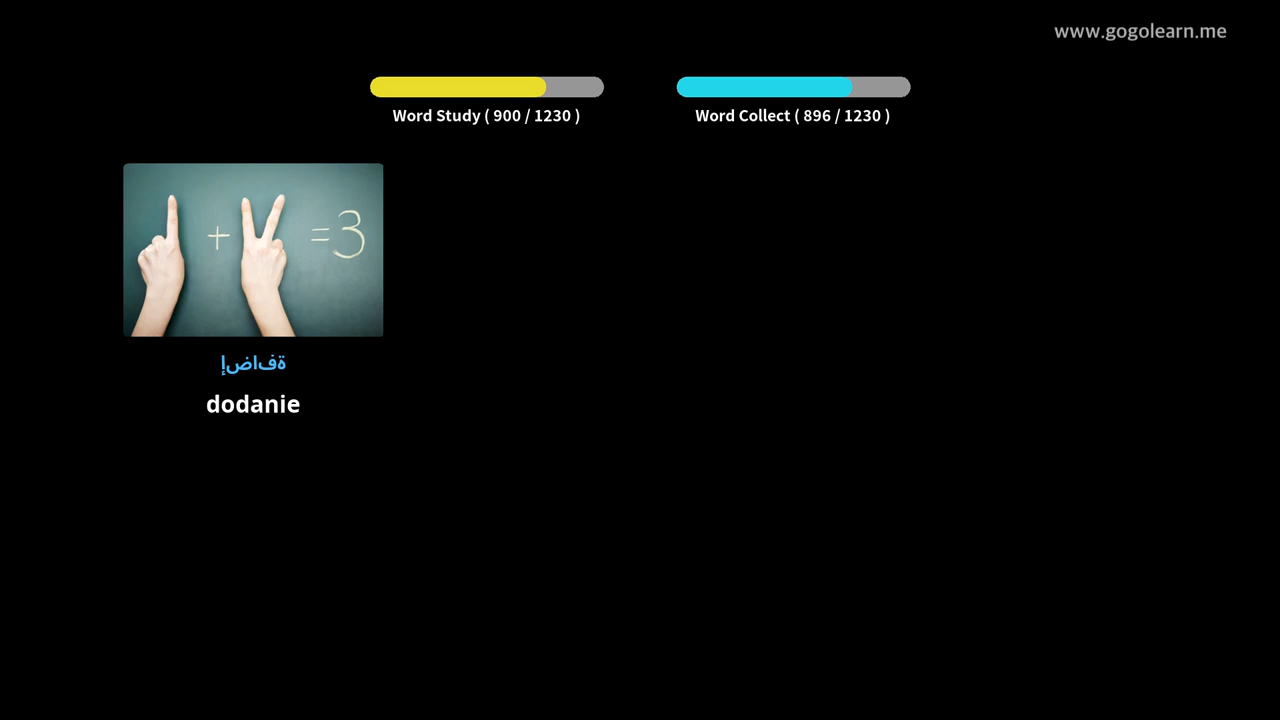 www.gogolearn.me
Word Study ( 900 / 1230 )
Word Collect ( 896 / 1230 )
+ =3
ةفاضإ
dodanie